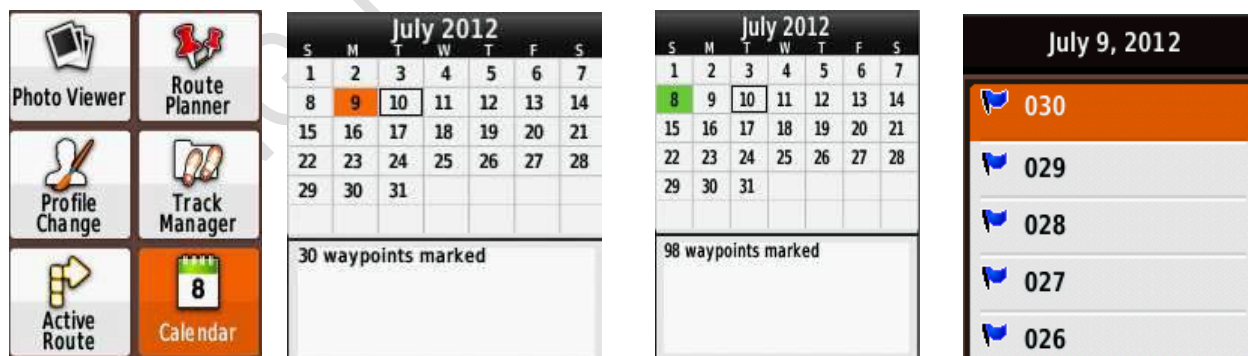 Photo Viewer
Route
Planner
Profile
Change
Track
Manager
Active
Route
8
Calendar
July 2012
S M T W T F S
1 2 3 4 5 6 7
8 9 10 11 12 13 14
15 16 17 18 19 20 21
22 23 24 25 26 27 28
29 30 31
30 waypoints marked
July 2012
S M T W T F S
1 2 3 4 5 6 7
8 9 10 11 12 13 14
15 16 17 18 19 20 21
22 23 24 25 26 27 28
29 30 31
98 waypoints marked
July 9, 2012
030
029
028
027
026